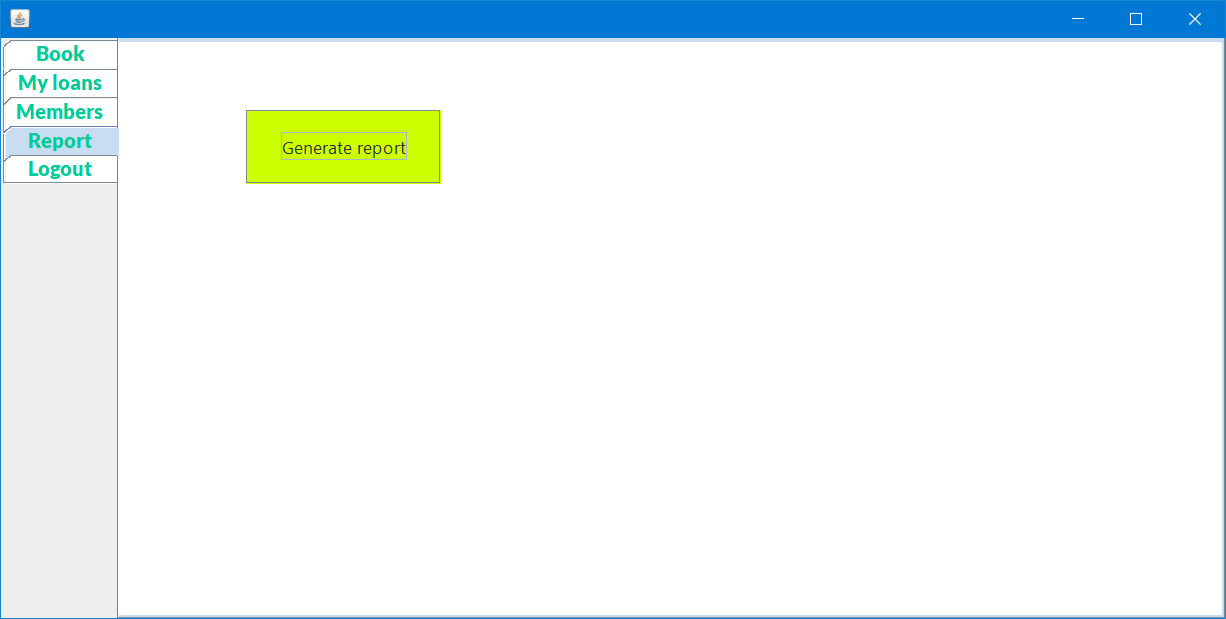 Book
My loans
Members
Report
Logout
Generate report